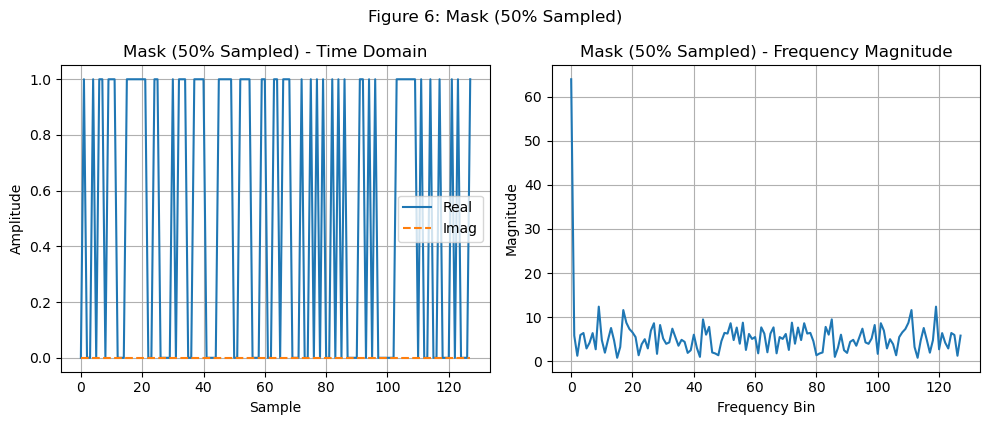 Figure 6: Mask (50% Sampled)
Mask (50% Sampled) - Time Domain
1.0
0.8
0.6
0.4
0.2
0.0
Amplitude
0 20 40 60 80 100 120
Sample
Real
Imag
Mask (50% Sampled) - Frequency Magnitude
60
50
40
30
20
10
0
Magnitude
0 20 40 60 80 100 120
Frequency Bin